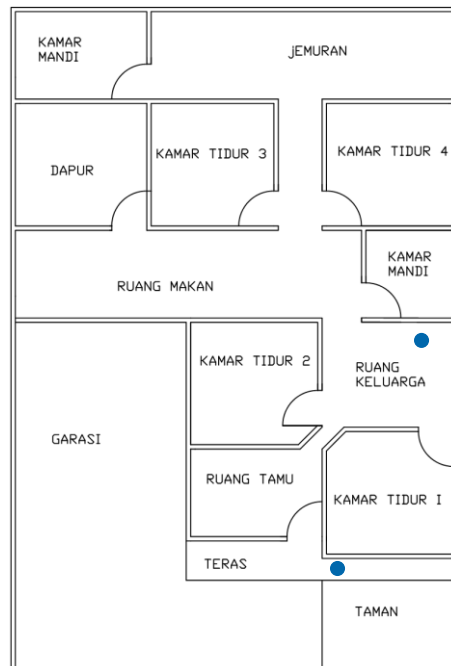 KAMAR
MANDI
jEMURAN
KAMAR TIDUR 3
KAMAR TIDUR 4
DAPUR
KAMAR
MANDI
RUANG MAKAN
KAMAR TIDUR 2
RUANG
KELUARGA
GARASI
RUANG TAMU
KAMAR TIDUR I
TERAS
TAMAN